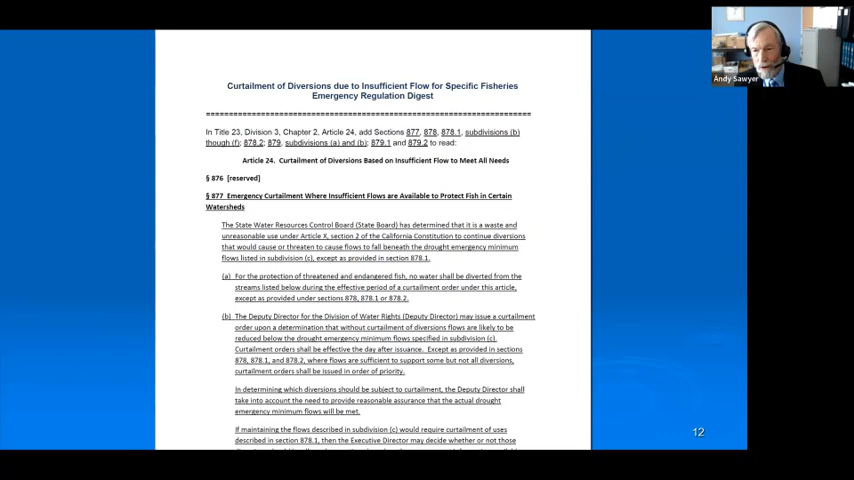 Andy Sawyer
Curtailment of Diversions due to Insufficient Flow for Specific Fisheries
Emergency Regulation Digest
=======================================================================
In Title 23, Division 3, Chapter 2, Article 24, add Sections 877, 878, 878.1, subdivisions (b)
though (f); 878.2; 879, subdivisions (a) and (b); 879.1 and 879.2 to read:
Article 24. Curtailment of Diversions Based on Insufficient Flow to Meet All Needs
§ 876 [reserved]
§ 877 Emergency Curtailment Where Insufficient Flows are Available to Protect Fish in Certain
Watersheds
The State Water Resources Control Board (State Board) has determined that it is a waste and
unreasonable use under Article X, section 2 of the California Constitution to continue diversions
that would cause or threaten to cause flows to fall beneath the drought emergency minimum
flows listed in subdivision (c), except as provided in section 878.1.
(a) For the protection of threatened and endangered fish, no water shall be diverted from the
streams listed below during the effective period of a curtailment order under this article,
except as provided under sections 878, 878.1 or 878.2.
(b) The Deputy Director for the Division of Water Rights (Deputy Director) may issue a curtailment
order upon a determination that without curtailment of diversions flows are likely to be
reduced below the drought emergency minimum flows specified in subdivision (c).
Curtailment orders shall be effective the day after issuance. Except as provided in sections
878, 878.1, and 878.2, where flows are sufficient to support some but not all diversions,
curtailment orders shall be issued in order of priority.
In determining which diversions should be subject to curtailment, the Deputy Director shall
take into account the need to provide reasonable assurance that the actual drought
emergency minimum flows will be met.
If maintaining the flows described in subdivision (c) would require curtailment of uses
described in section 878.1, then the Executive Director may decide whether or not those
12